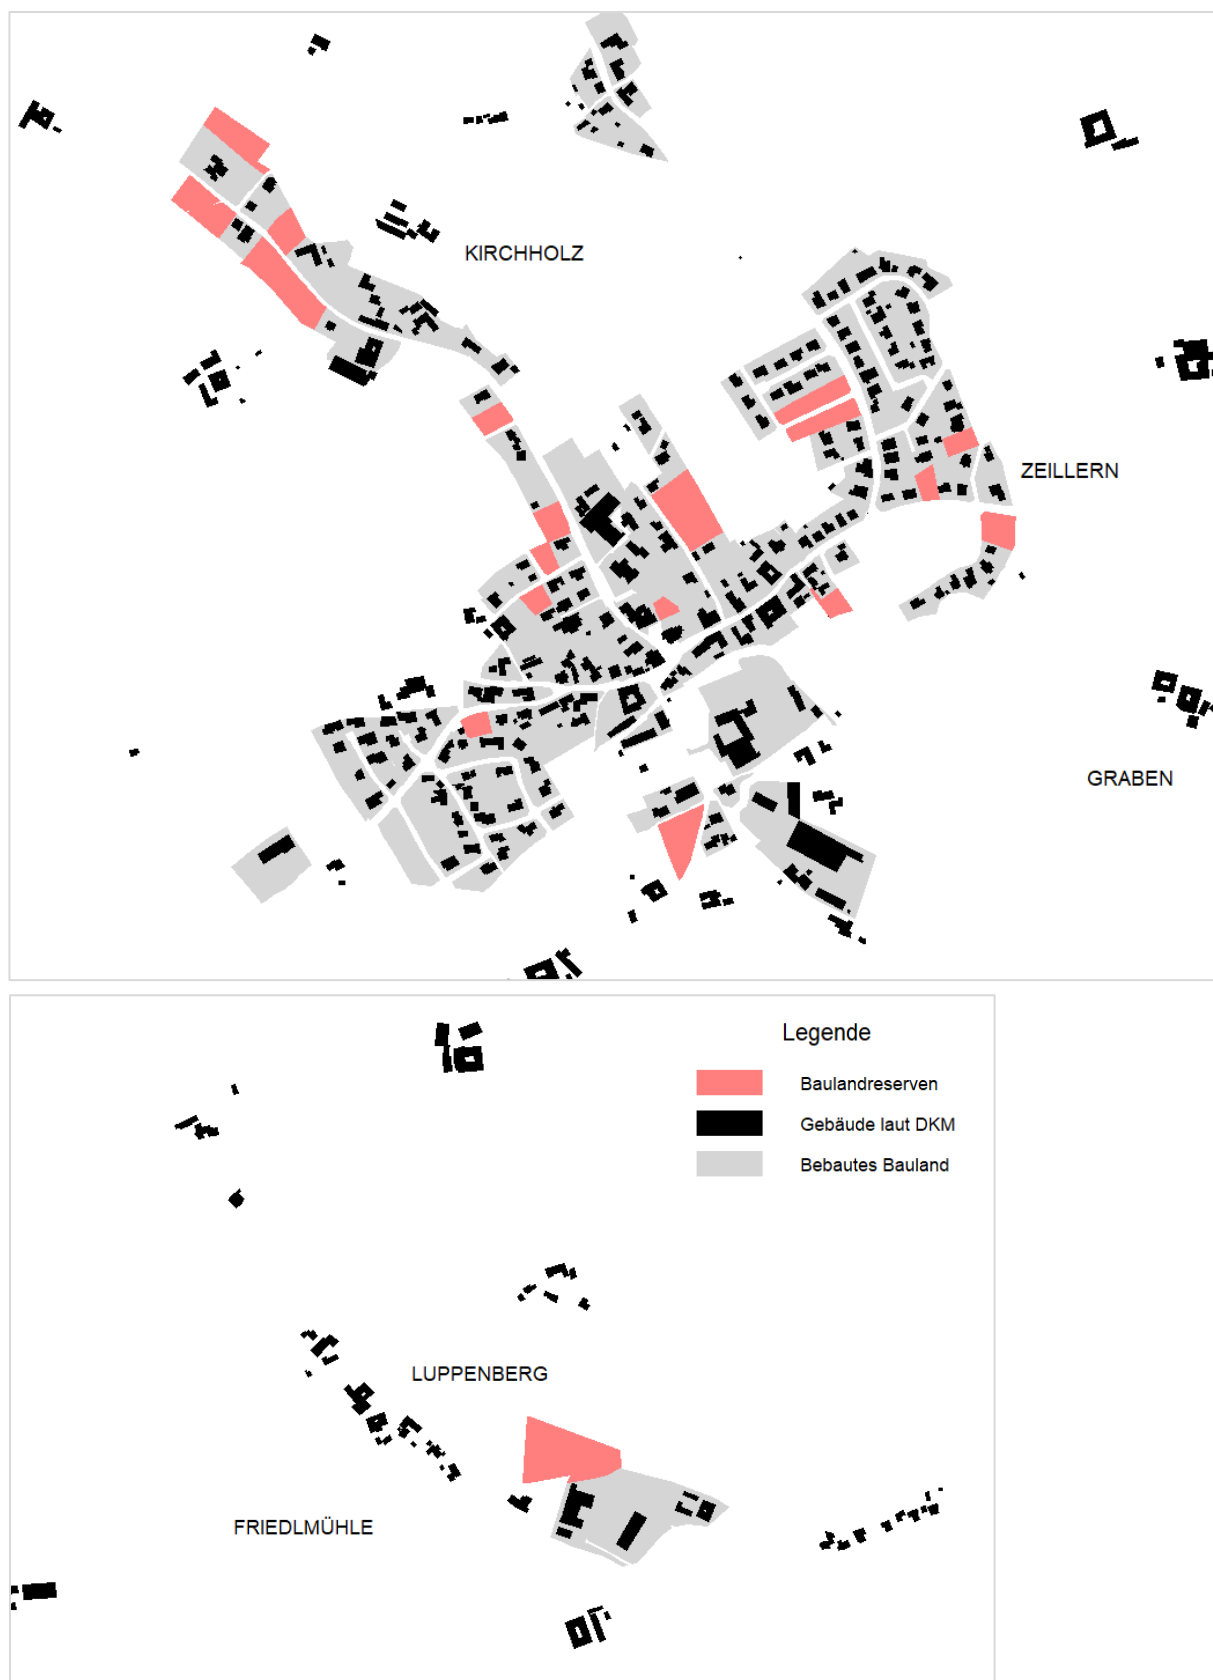 KIRCHHOLZ
ZEILLERN
GRABEN
Legende
Baulandreserven
Gebäude laut DKM
Bebautes Bauland
LUPPENBERG
FRIEDLMÜHLE